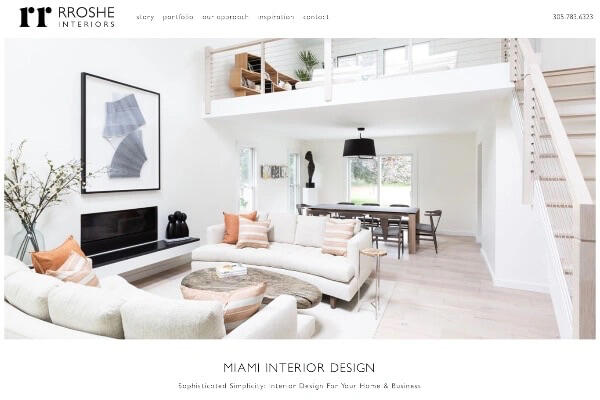 rr RROSHE
INTERIORS
story portfolio our approach inspiration contact
305.785.6323
MIAMI INTERIOR DESIGN
Sophisticated Simplicity: Interior Design For Your Home & Business